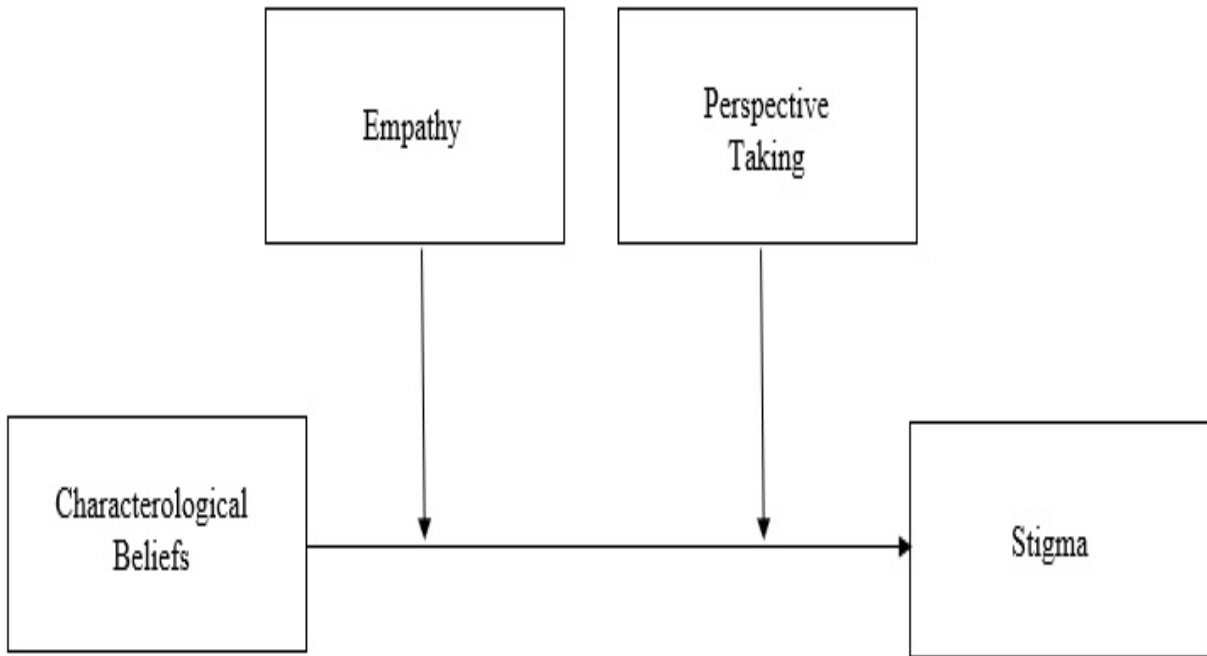 Empathy
Perspective
Taking
Characterological
Beliefs
Stigma